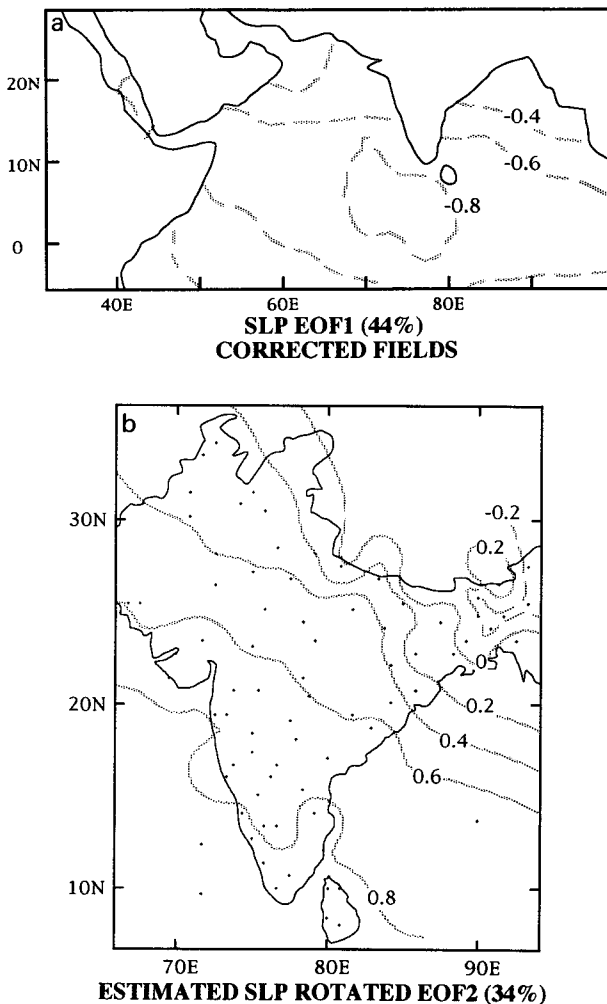 a
20N
10N
0
-0.4
-0.6
-0.8
40E 60E 80E
SLP EOF1 (44%)
CORRECTED FIELDS
b
30N
20N
10N
-0.2
0.2
05
0.2
0.4
0.6
0.8
70E 80E 90E
ESTIMATED SLP ROTATED EOF2 (34%)